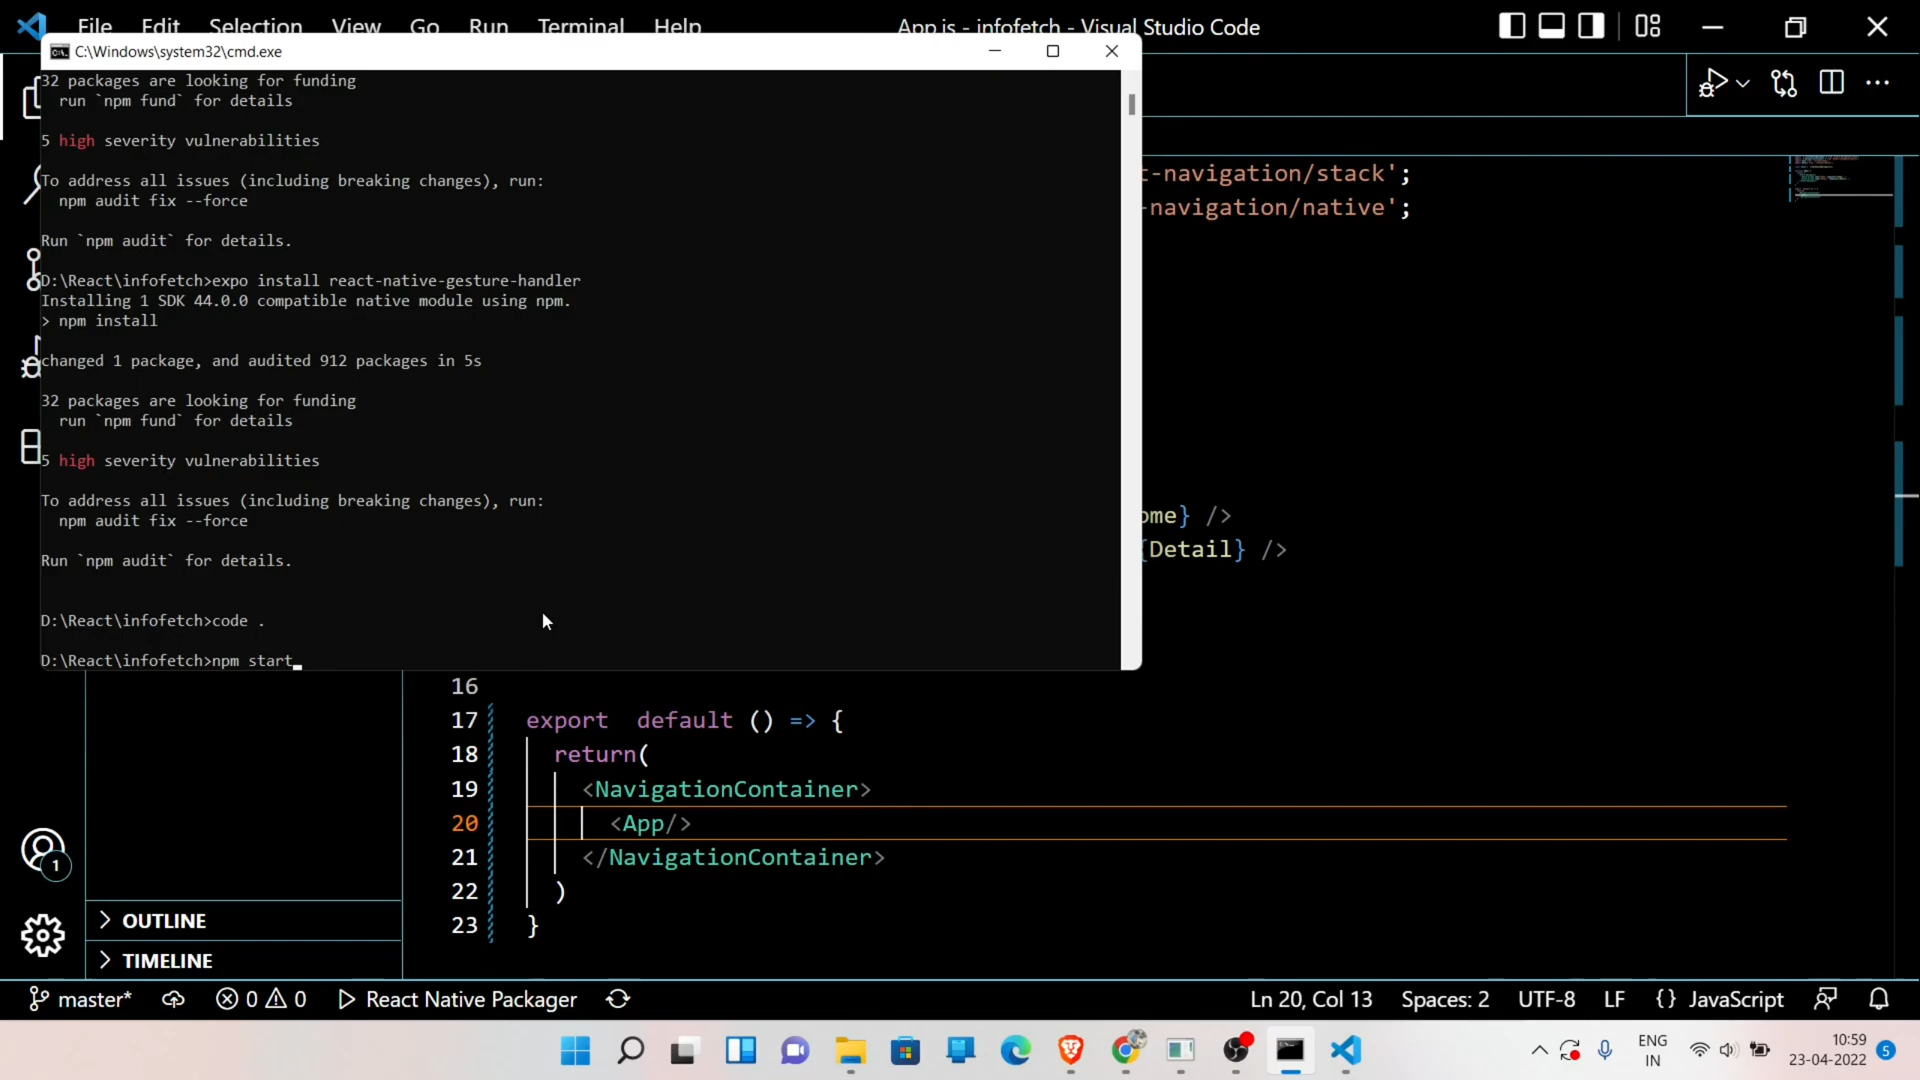 File Edit Selection View Go Run Terminal Help
App.js - infofetch - Visual Studio Code
C:\Windows\system32\cmd.exe
32 packages are looking for funding
run `npm fund` for details
5 high severity vulnerabilities
To address all issues (including breaking changes), run:
npm audit fix --force
Run `npm audit` for details.
D:\React\infofetch>expo install react-native-gesture-handler
Installing 1 SDK 44.0.0 compatible native module using npm.
> npm install
changed 1 package, and audited 912 packages in 5s
32 packages are looking for funding
run `npm fund` for details
5 high severity vulnerabilities
To address all issues (including breaking changes), run:
npm audit fix --force
Run `npm audit` for details.
D:\React\infofetch>code .
D:\React\infofetch>npm start
t-navigation/stack';
-navigation/native';
ome} />
{Detail} />
16
17 export  default () => {
18 return(
19 <NavigationContainer>
20 <App/>
21 </NavigationContainer>
22 )
23 }
1
OUTLINE
TIMELINE
master* 0 0 React Native Packager
Ln 20, Col 13 Spaces: 2 UTF-8 LF {} JavaScript
ENG
IN
10:59
23-04-2022
5